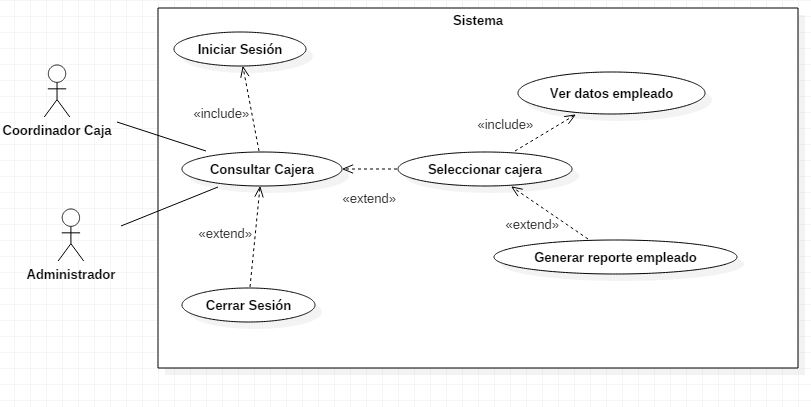 Sistema
Iniciar Sesión
Ver datos empleado
«include»
«include»
Coordinador Caja
Consultar Cajera
Seleccionar cajera
«extend»
«extend»
«extend»
Generar reporte empleado
Administrador
Cerrar Sesión